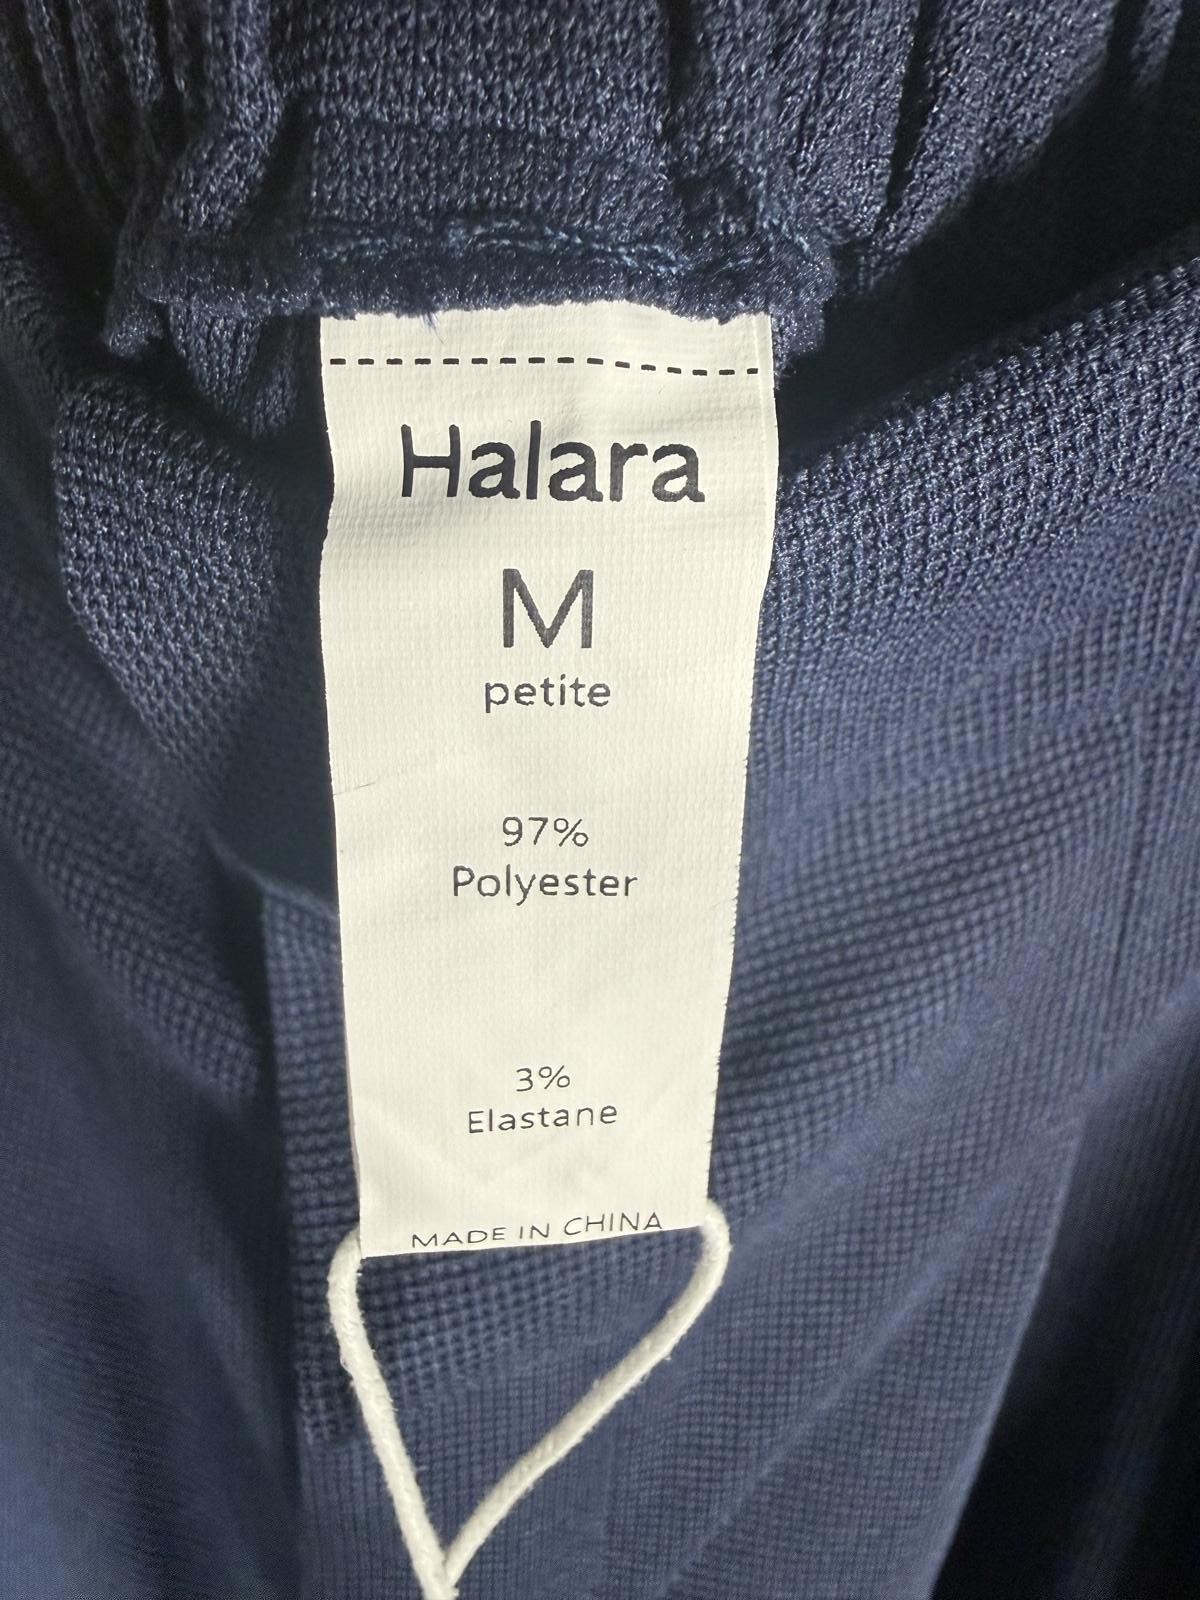 Halara
M
petite
97%
Polyester
3%
Elastane
MADE IN CHINA